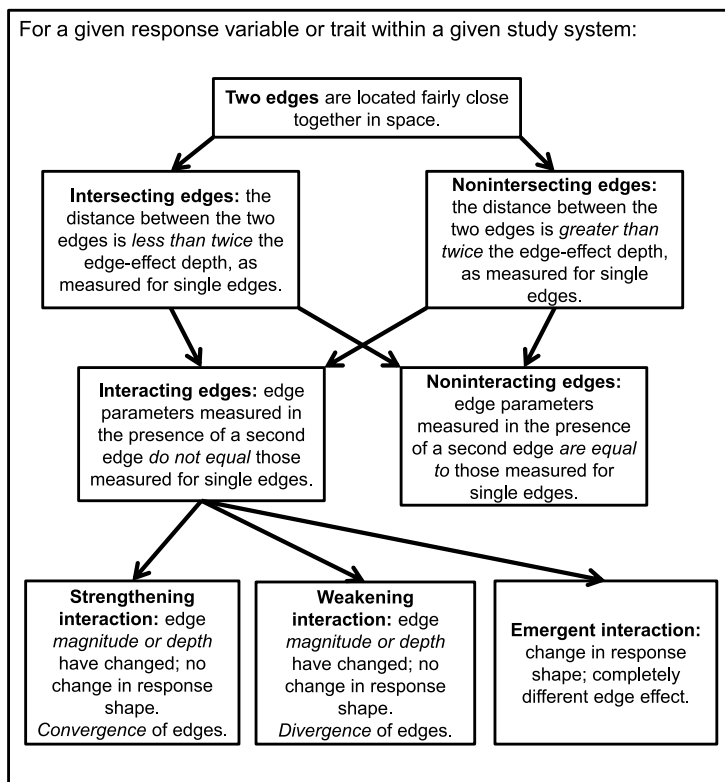 For a given response variable or trait within a given study system:
Two edges are located fairly close
together in space.
Intersecting edges: the
distance between the two
edges is less than twice the
edge-effect depth, as
measured for single edges.
Nonintersecting edges:
the distance between the
two edges is greater than
twice the edge-effect depth,
as measured for single
edges.
Interacting edges: edge
parameters measured in
the presence of a second
edge do not equal those
measured for single edges.
Noninteracting edges:
edge parameters
measured in the presence
of a second edge are equal
to those measured for
single edges.
Strengthening
interaction: edge
magnitude or depth
have changed; no
change in response
shape.
Convergence of edges.
Weakening
interaction: edge
magnitude or depth
have changed; no
change in response
shape.
Divergence of edges.
Emergent interaction:
change in response
shape; completely
different edge effect.